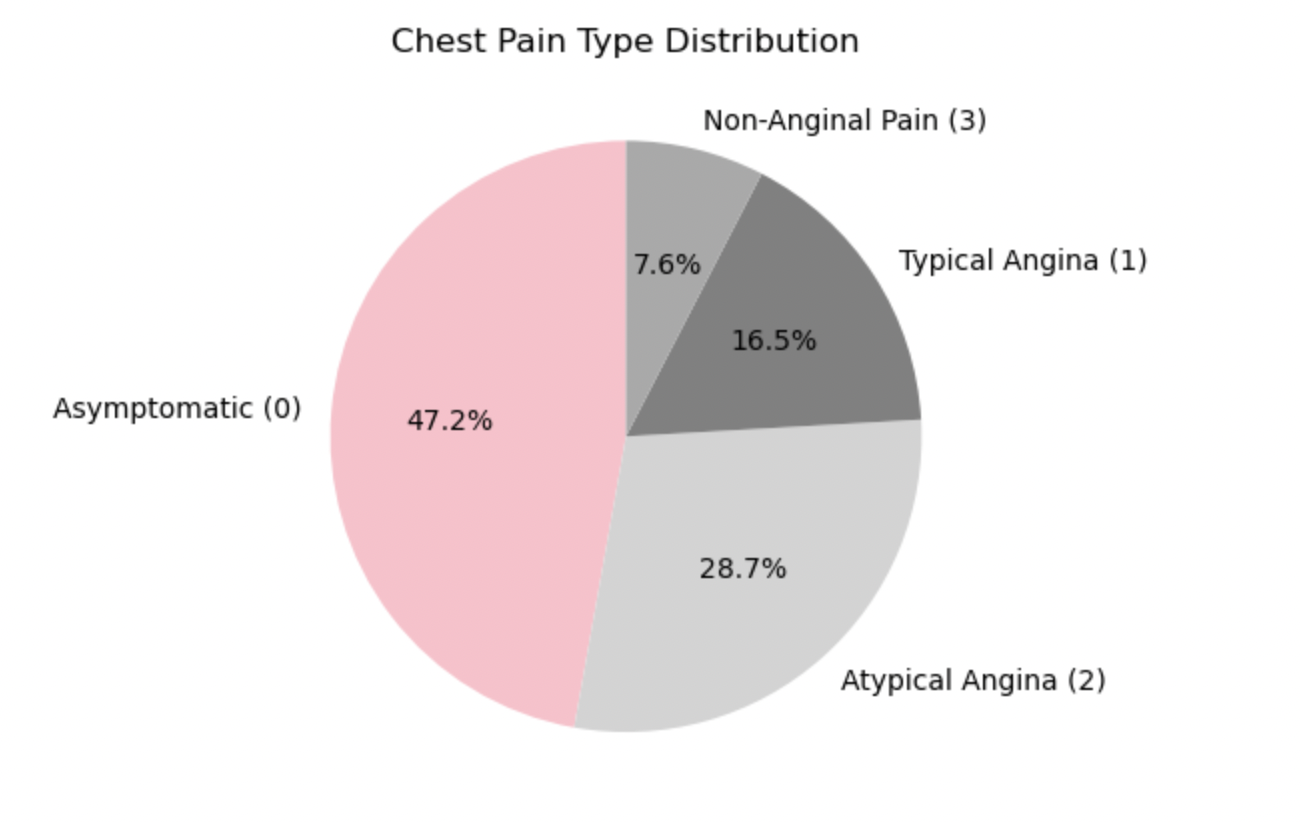 Chest Pain Type Distribution
Non-Anginal Pain (3)
7.6%
Typical Angina (1)
16.5%
Asymptomatic (0)
47.2%
28.7%
Atypical Angina (2)